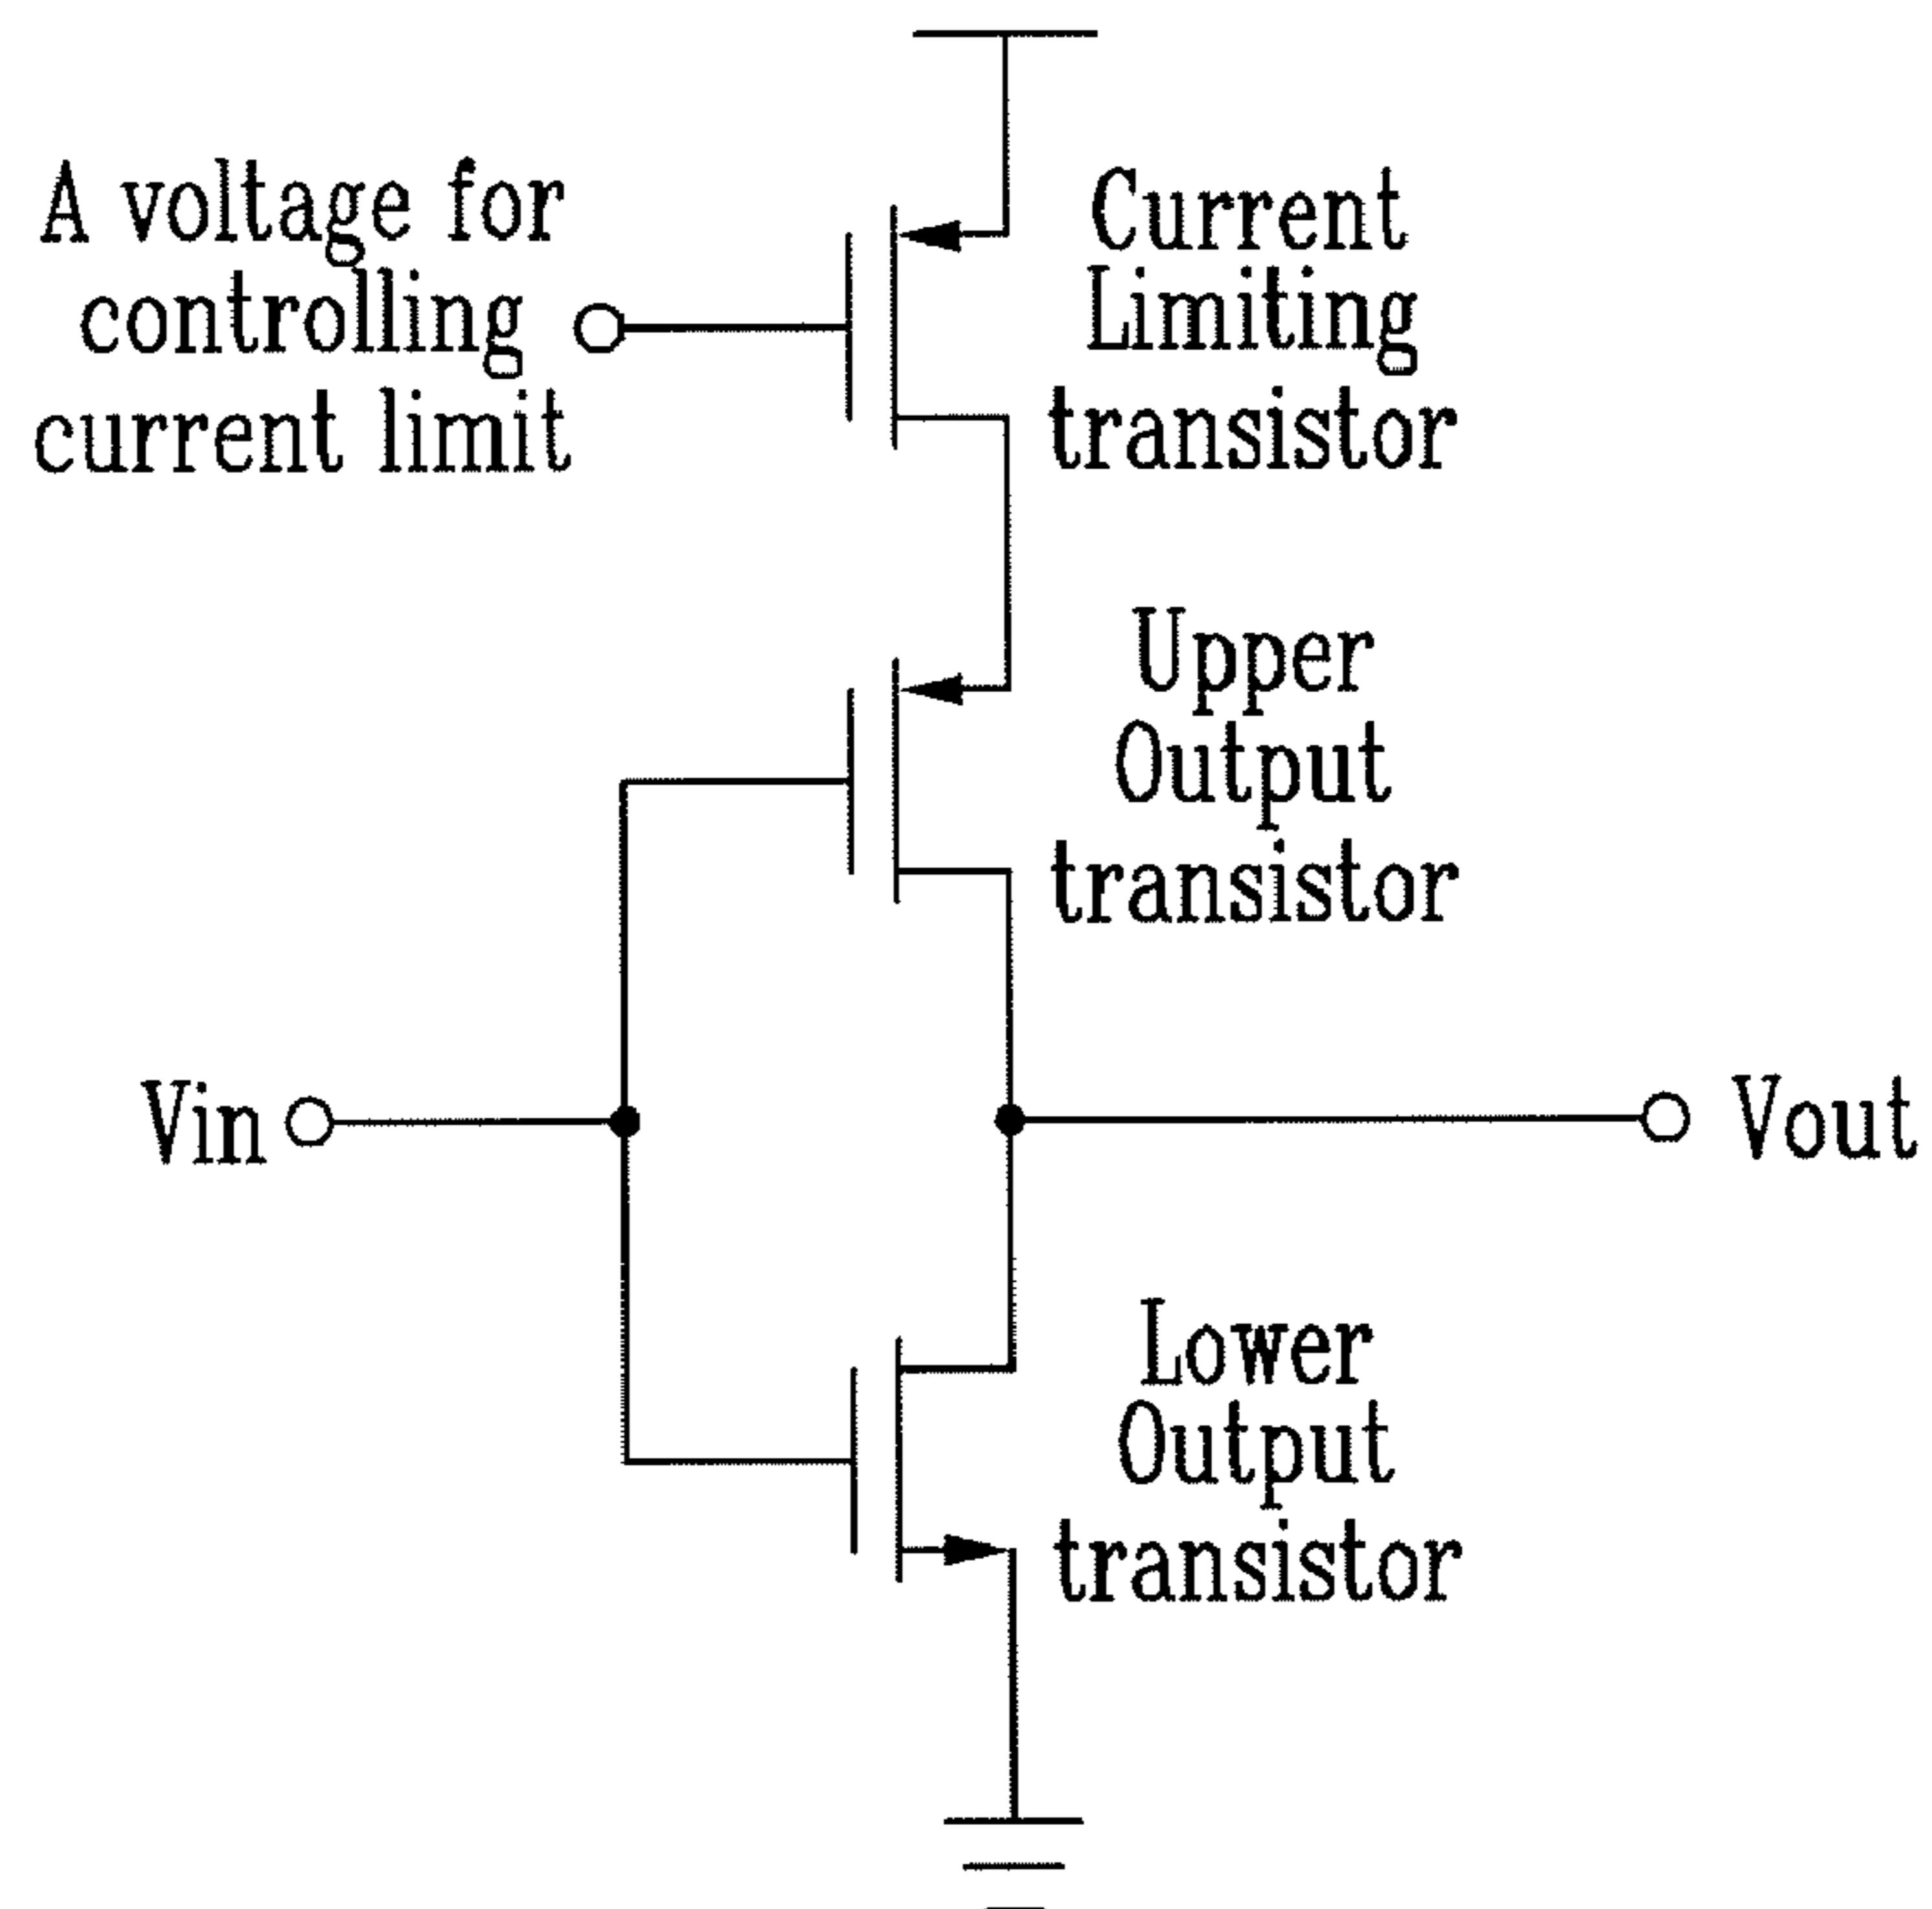 A voltage for
controlling
current limit
Current
Limiting
transistor
Upper
Output
transistor
Vin
Vout
Lower
Output
transistor